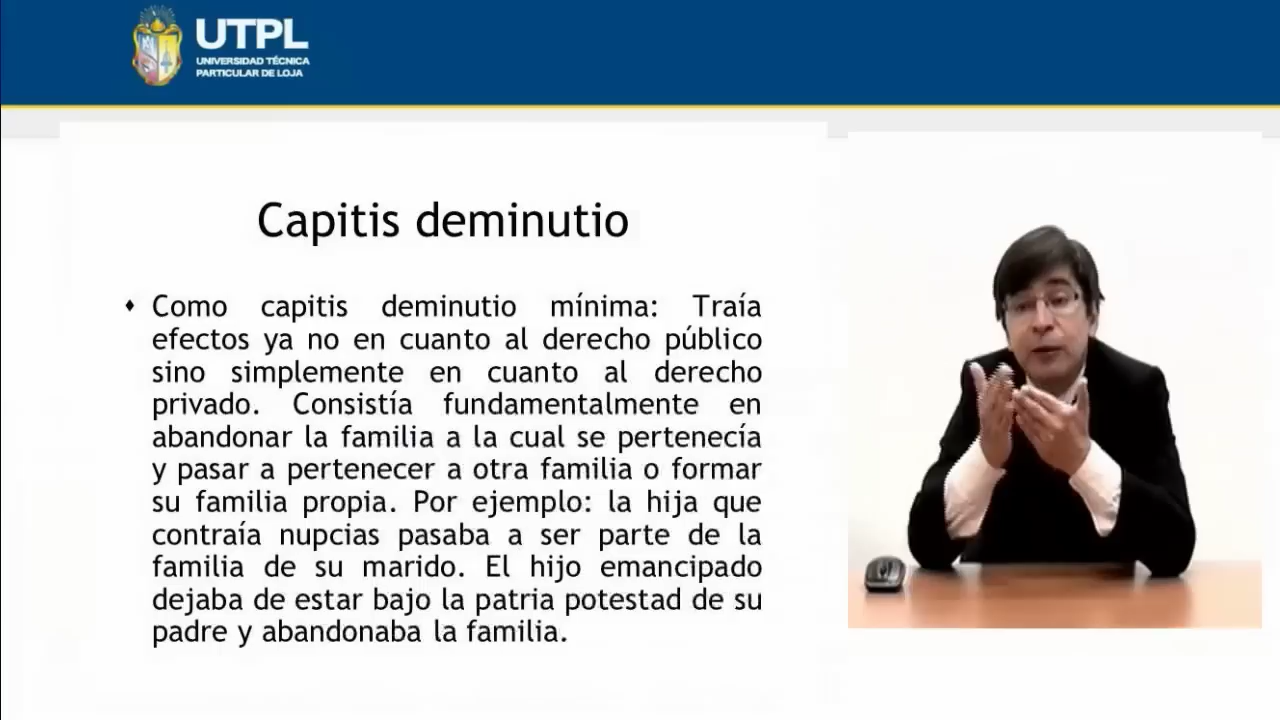 UTPL
UNIVERSIDAD TÉCNICA
PARTICULAR DE LOJA
Capitis deminutio
Como capitis deminutio mínima: Traía
efectos ya no en cuanto al derecho público
sino simplemente en cuanto al derecho
privado. Consistía fundamentalmente en
abandonar la familia a la cual se pertenecía
y pasar a pertenecer a otra familia o formar
su familia propia. Por ejemplo: la hija que
contraía nupcias pasaba a ser parte de la
familia de su marido. El hijo emancipado
dejaba de estar bajo la patria potestad de su
padre y abandonaba la familia.